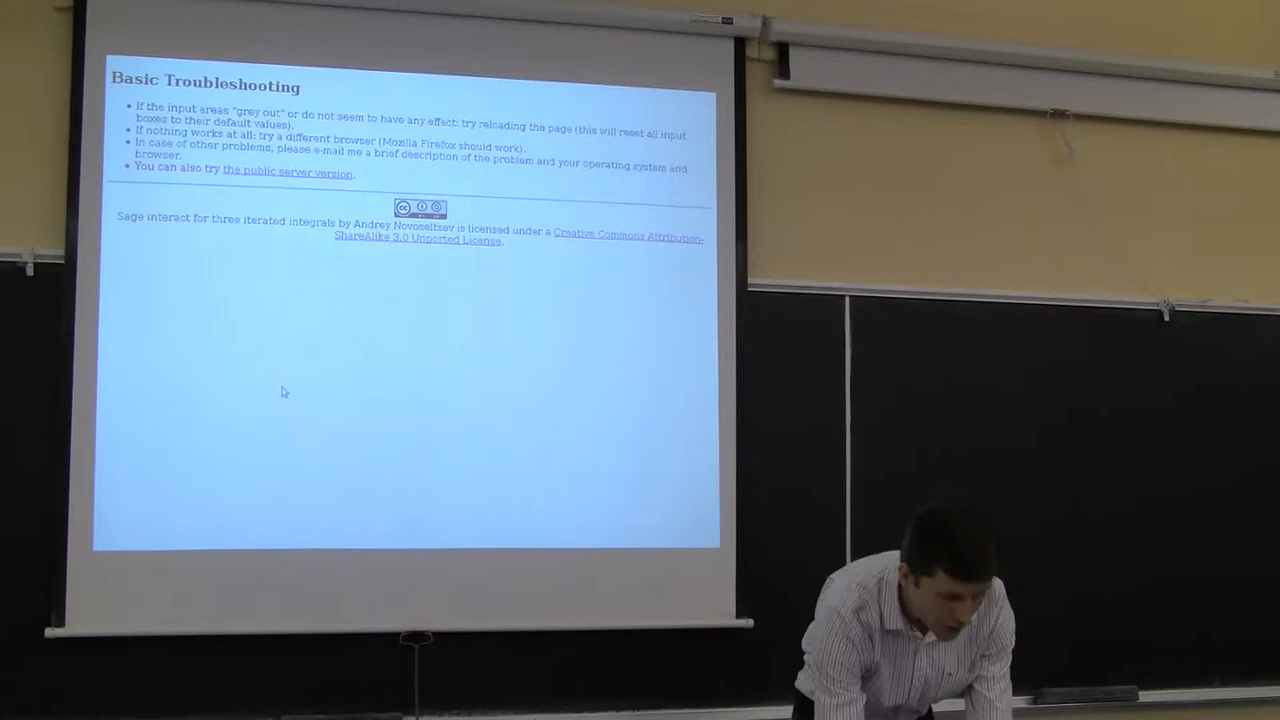 Basic Troubleshooting
• If the input areas "grey out" or do not seem to have any effect: try reloading the page (this will reset all input
boxes to their default values).
• If nothing works at all: try a different browser (Mozilla Firefox should work).
• In case of other problems, please e-mail me a brief description of the problem and your operating system and
browser.
• You can also try the public server version.
Sage interact for three iterated integrals by Andrey Novoseltsev is licensed under a Creative Commons Attribution-
ShareAlike 3.0 Unported License.